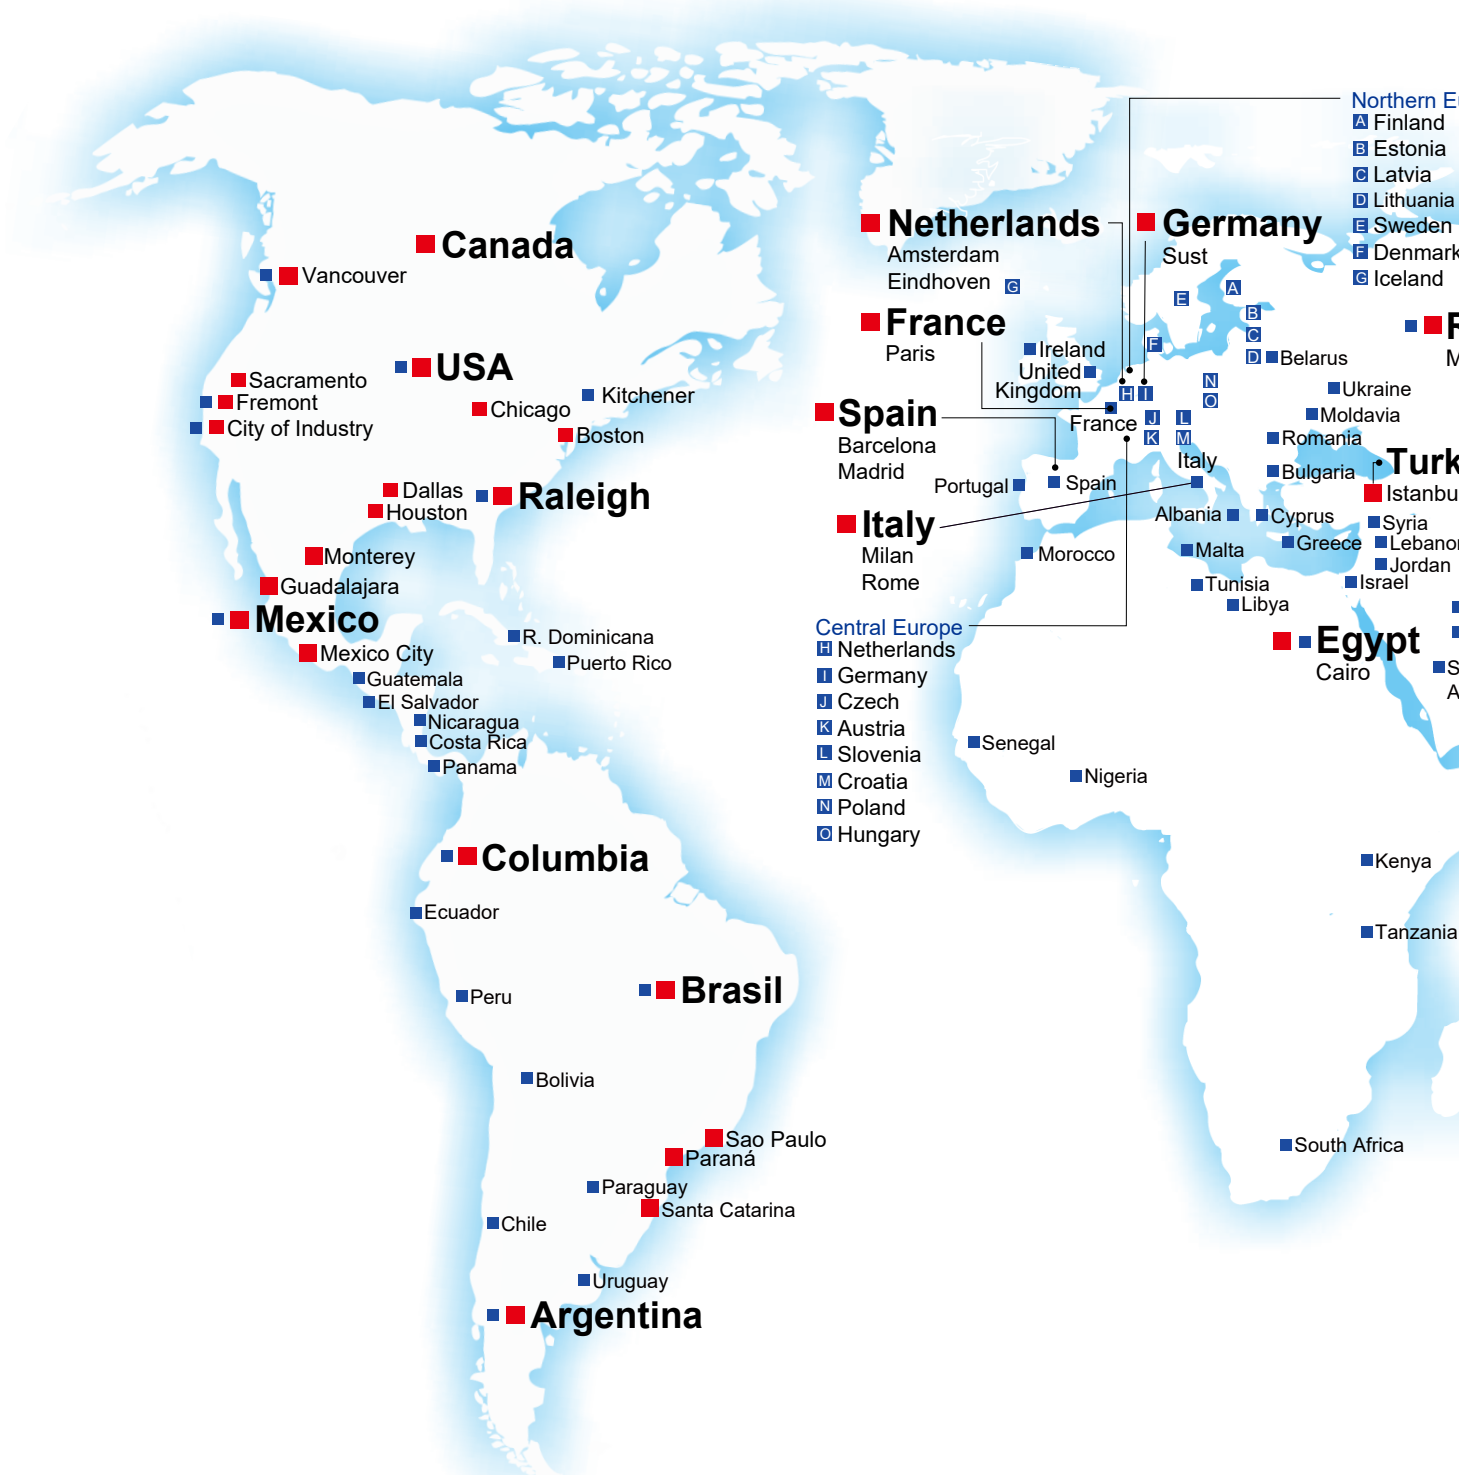 Canada
Vancouver
USA
Sacramento
Fremont
City of Industry
Chicago
Kitchener
Boston
Dallas
Houston
Raleigh
Monterey
Guadalajara
Mexico
Mexico City
R. Dominicana
Puerto Rico
Guatemala
El Salvador
Nicaragua
Costa Rica
Panama
Columbia
Ecuador
Peru
Brasil
Bolivia
Sao Paulo
Paraná
Paraguay
Santa Catarina
Chile
Uruguay
Argentina
Netherlands
Amsterdam
Eindhoven
France
Paris
Spain
Barcelona
Madrid
Italy
Milan
Rome
Germany
Sust
Northern Eu
A Finland
B Estonia
C Latvia
D Lithuania
E Sweden
F Denmark
G Iceland
G
E
A
B
C
D
F
N
O
H I
J L
K M
Ireland
United
Kingdom
France
Belarus
Ukraine
Moldavia
Romania
Bulgaria
Italy
Portugal
Spain
Albania
Cyprus
Malta
Greece
Morocco
Tunisia
Libya
R
M
Turk
Istanbu
Syria
Lebanon
Jordan
Israel
Egypt
Cairo
S
A
Central Europe
H Netherlands
I Germany
J Czech
K Austria
L Slovenia
M Croatia
N Poland
O Hungary
Senegal
Nigeria
Kenya
Tanzania
South Africa